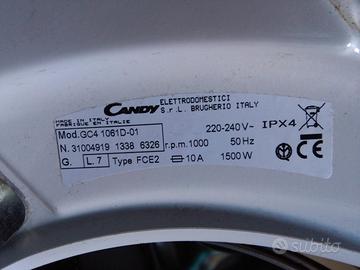 CANDY ELETTRODOMESTICI
S.r.L. BRUGHERIO ITALY
MADE IN ITALY
FABRIQUE EN ITALIE
Mod.GC4 1061D-01
220-240V~ IPX4
N. 31004919 1338 6326 r.p.m.1000 50Hz
G. L.7 Type FCE2 10A 1500W
CE
subito